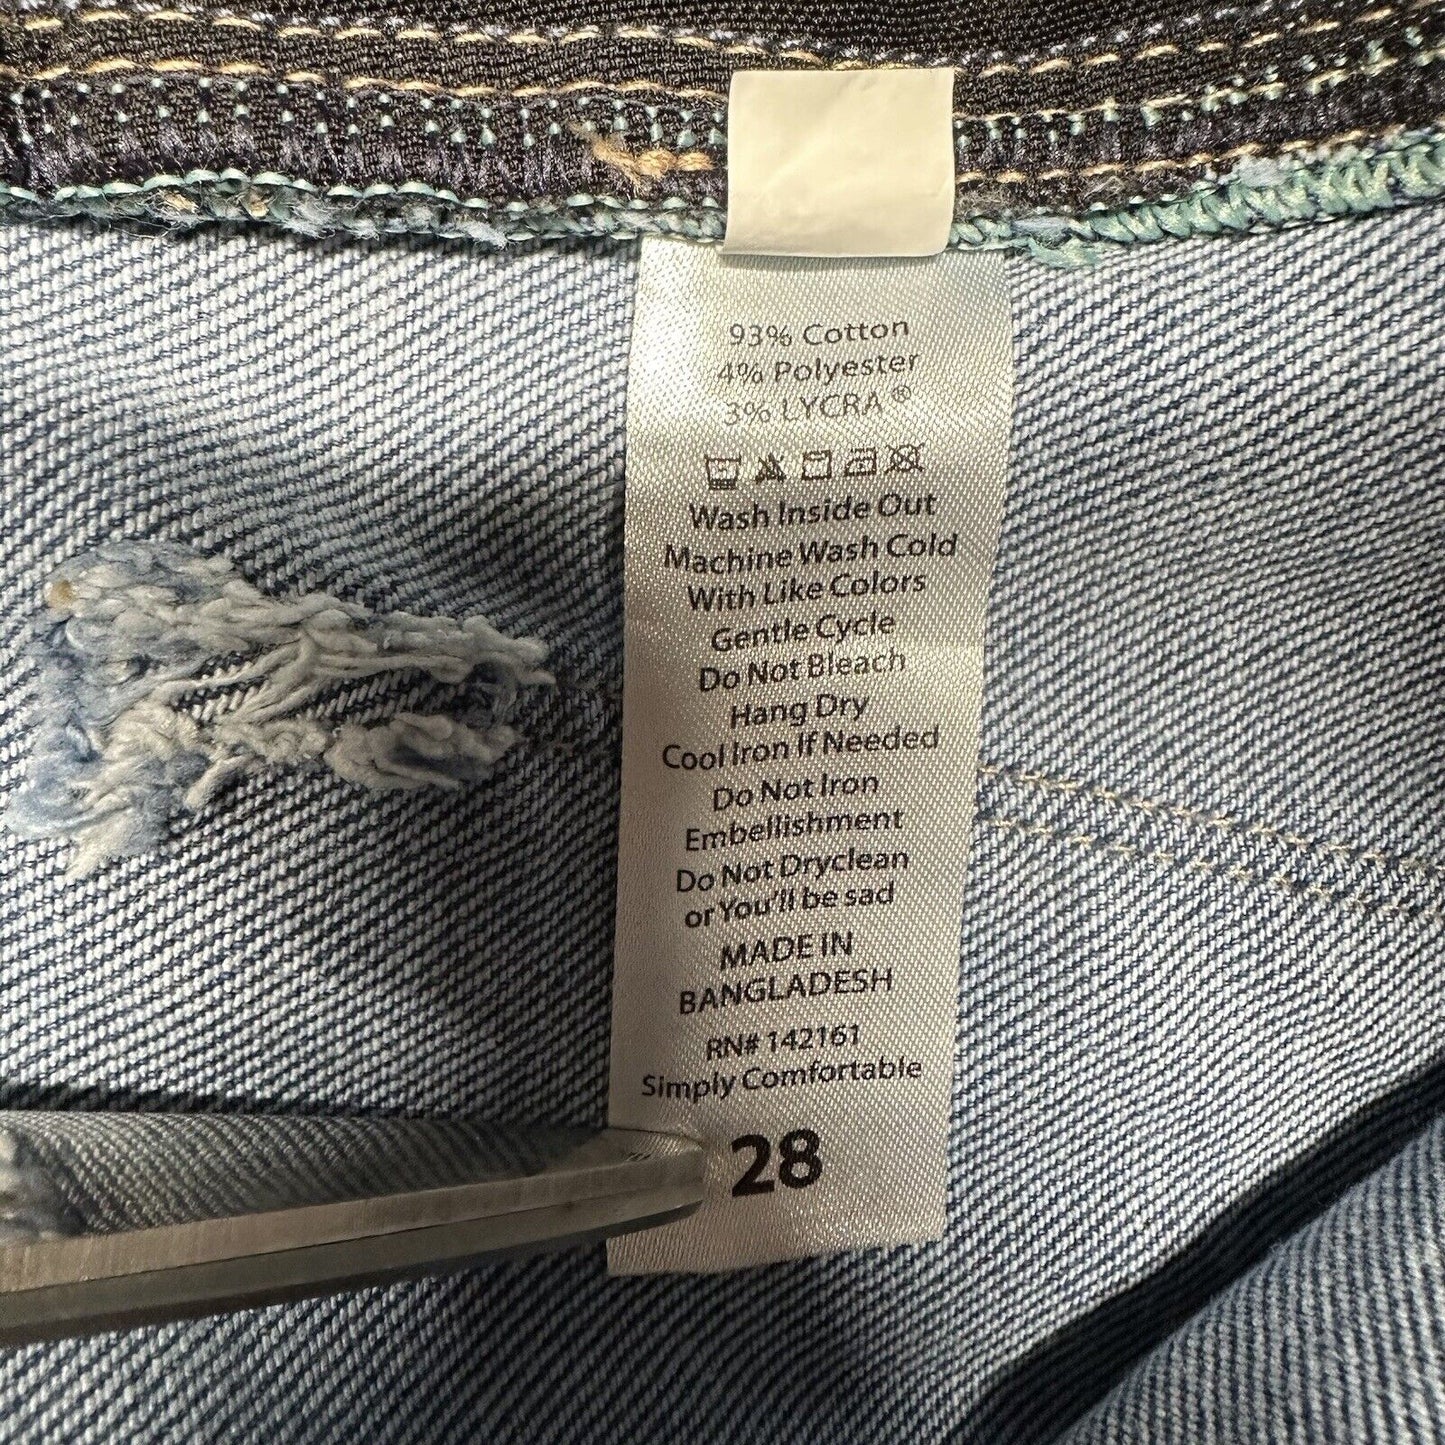 93% Cotton
4% Polyester
3% LYCRA ®
Wash Inside Out
Machine Wash Cold
With Like Colors
Gentle Cycle
Do Not Bleach
Hang Dry
Cool Iron If Needed
Do Not Iron
Embellishment
Do Not Dryclean
or You'll be sad
MADE IN
BANGLADESH
RN# 142161
Simply Comfortable
28